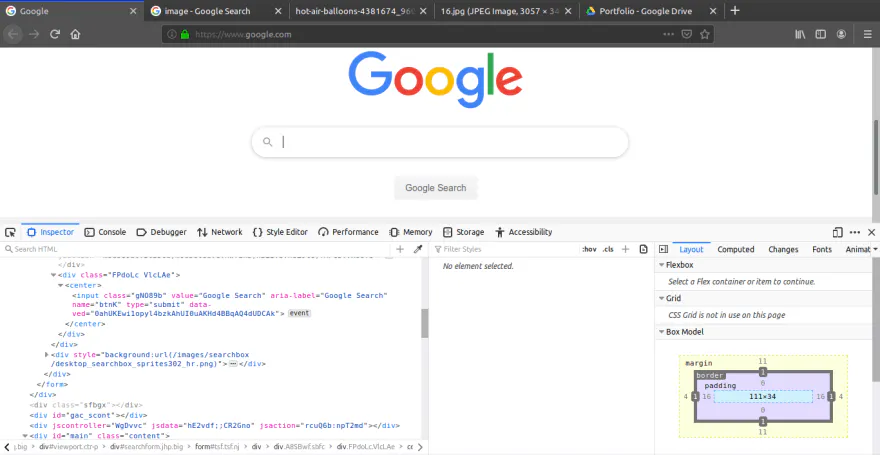 Google
image - Google Search
hot-air-balloons-4381674_960
16.jpg (JPEG Image, 3057 × 34
Portfolio - Google Drive
https://www.google.com
Google
Google Search
Inspector
Console
Debugger
Network
Style Editor
Performance
Memory
Storage
Accessibility
Search HTML
</div>
<div class="FPdoLc VlcLAe">
<center>
<input class="gNO89b" value="Google Search" aria-label="Google Search"
name="btnK" type="submit" data-
ved="0ahUKEwi1opyl4bzkAhUI0uAKHd4BBqAQ4dUDCAk"> event
</center>
</div>
</div>
<div style="background:url(/images/searchbox
/desktop_searchbox_sprites302_hr.png)"></div>
</div>
</form>
</div>
<div class="sfbgx"></div>
<div id="gac_scont"></div>
<div jscontroller="WgDvvc" jsdata="hE2vdf;;CR2Gno" jsaction="rcuQ6b:npT2md"></div>
<div id="main" class="content">
.big > div#viewport.ctr-p > div#searchform.jhp.big > form#tsf.tsf.nj > div > div.A8SBwf.sbfc > div.FPdoLc.VlcLAe > ce
Filter Styles
:hov .cls
No element selected.
Layout
Computed
Changes
Fonts
Animat
Flexbox
Select a Flex container or item to continue.
Grid
CSS Grid is not in use on this page
Box Model
margin
11
border
1
padding
0
4 1 16 111×34 16 1 4
0
1
11